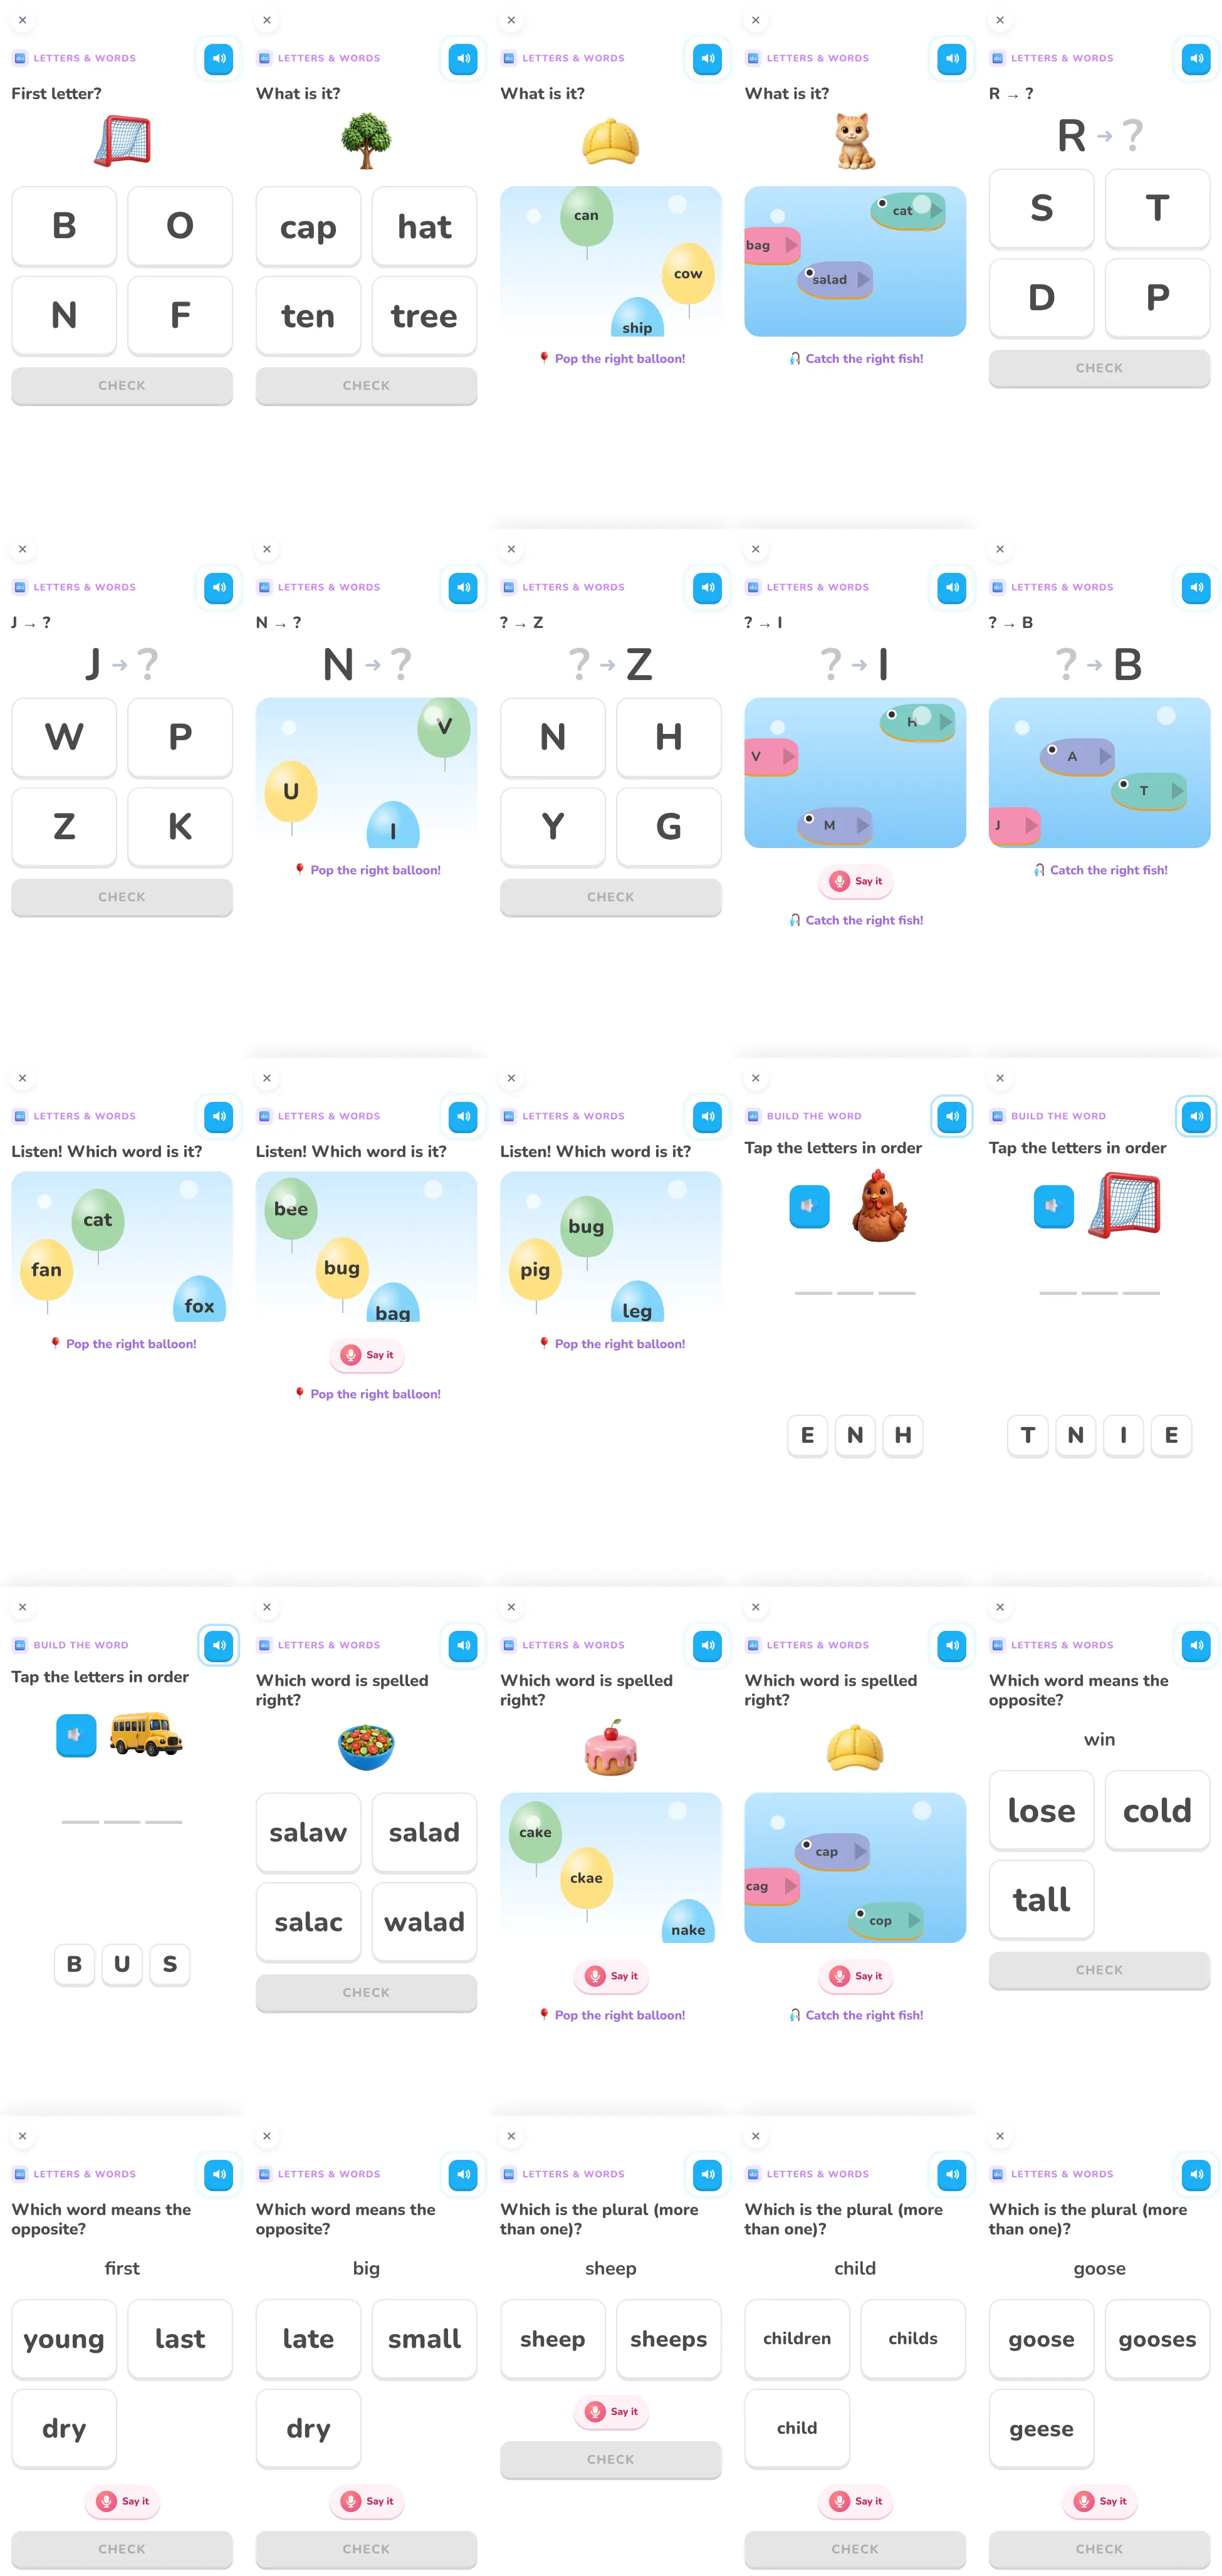 LETTERS & WORDS
First letter?
B O
N F
CHECK
LETTERS & WORDS
What is it?
cap hat
ten tree
CHECK
LETTERS & WORDS
What is it?
can
cow
ship
Pop the right balloon!
LETTERS & WORDS
What is it?
cat
bag
salad
Catch the right fish!
LETTERS & WORDS
R → ?
R → ?
S T
D P
CHECK
LETTERS & WORDS
J → ?
J → ?
W P
Z K
CHECK
LETTERS & WORDS
N → ?
N → ?
V
U
I
Pop the right balloon!
LETTERS & WORDS
? → Z
? → Z
N H
Y G
CHECK
LETTERS & WORDS
? → I
? → I
H
V
M
Say it
Catch the right fish!
LETTERS & WORDS
? → B
? → B
A
T
J
Catch the right fish!
LETTERS & WORDS
Listen! Which word is it?
cat
fan
fox
Pop the right balloon!
LETTERS & WORDS
Listen! Which word is it?
bee
bug
bag
Say it
Pop the right balloon!
LETTERS & WORDS
Listen! Which word is it?
bug
pig
leg
Pop the right balloon!
BUILD THE WORD
Tap the letters in order
E N H
BUILD THE WORD
Tap the letters in order
T N I E
BUILD THE WORD
Tap the letters in order
B U S
LETTERS & WORDS
Which word is spelled
right?
salaw salad
salac walad
CHECK
LETTERS & WORDS
Which word is spelled
right?
cake
ckae
nake
Say it
Pop the right balloon!
LETTERS & WORDS
Which word is spelled
right?
cap
cag
cop
Say it
Catch the right fish!
LETTERS & WORDS
Which word means the
opposite?
win
lose cold
tall
CHECK
LETTERS & WORDS
Which word means the
opposite?
first
young last
dry
Say it
CHECK
LETTERS & WORDS
Which word means the
opposite?
big
late small
dry
Say it
CHECK
LETTERS & WORDS
Which is the plural (more
than one)?
sheep
sheep sheeps
Say it
CHECK
LETTERS & WORDS
Which is the plural (more
than one)?
child
children childs
child
Say it
CHECK
LETTERS & WORDS
Which is the plural (more
than one)?
goose
goose gooses
geese
Say it
CHECK